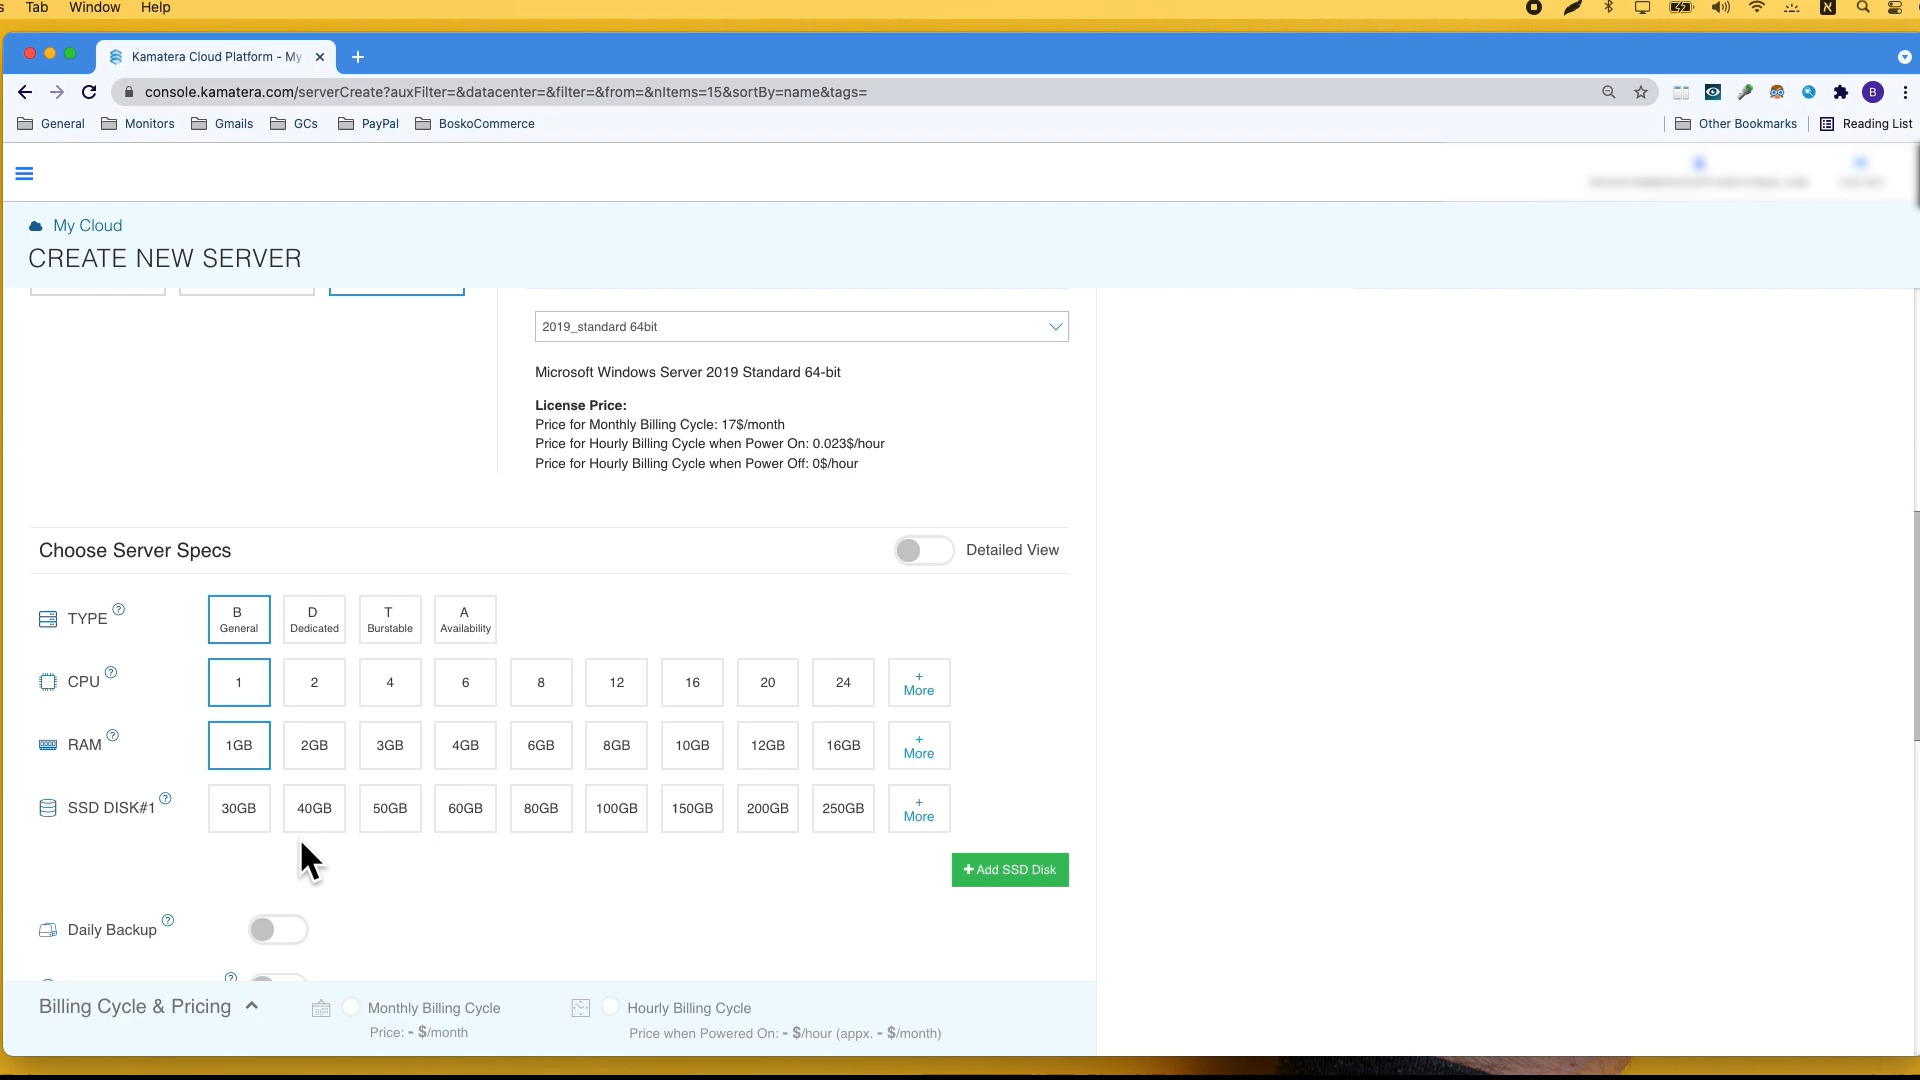 Tab Window Help
Kamatera Cloud Platform - My
console.kamatera.com/serverCreate?auxFilter=&datacenter=&filter=&from=&nItems=15&sortBy=name&tags=
B
General Monitors Gmails GCs PayPal BoskoCommerce Other Bookmarks Reading List
My Cloud
CREATE NEW SERVER
2019_standard 64bit
Microsoft Windows Server 2019 Standard 64-bit
License Price:
Price for Monthly Billing Cycle: 17$/month
Price for Hourly Billing Cycle when Power On: 0.023$/hour
Price for Hourly Billing Cycle when Power Off: 0$/hour
Choose Server Specs Detailed View
TYPE ? B General D Dedicated T Burstable A Availability
CPU ? 1 2 4 6 8 12 16 20 24 + More
RAM ? 1GB 2GB 3GB 4GB 6GB 8GB 10GB 12GB 16GB + More
SSD DISK#1 ? 30GB 40GB 50GB 60GB 80GB 100GB 150GB 200GB 250GB + More
+ Add SSD Disk
Daily Backup ?
?
Billing Cycle & Pricing Monthly Billing Cycle Hourly Billing Cycle
Price: - $/month Price when Powered On: - $/hour (appx. - $/month)